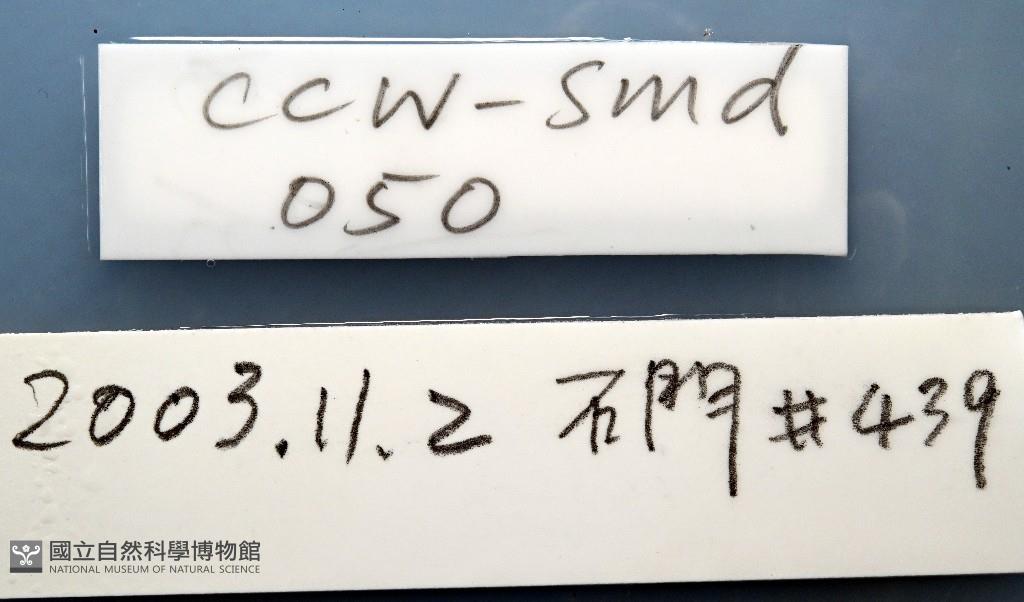 ccw-smd
050
2003.11.2 石門 #439
國立自然科學博物館
NATIONAL MUSEUM OF NATURAL SCIENCE